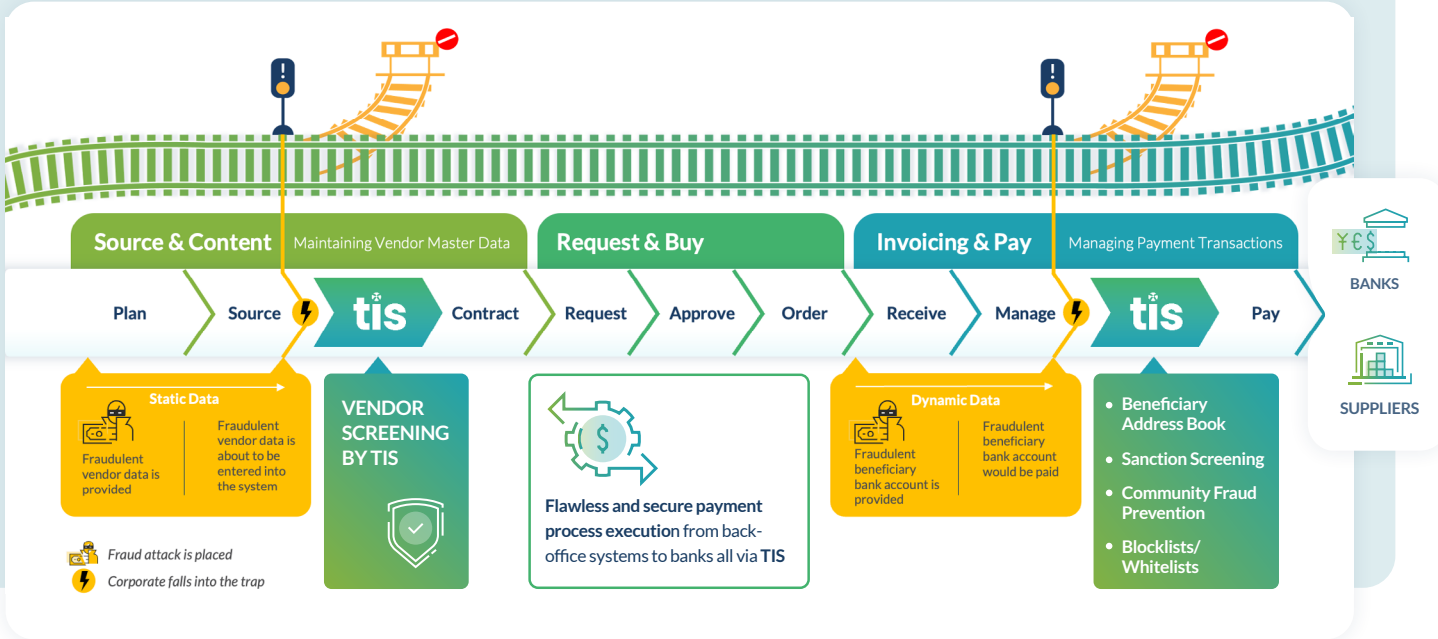 Source & Content
Maintaining Vendor Master Data
Request & Buy
Invoicing & Pay
Managing Payment Transactions
Plan
Source
tis
Contract
Request
Approve
Order
Receive
Manage
tis
Pay
¥€$
BANKS
SUPPLIERS
Static Data
Fraudulent
vendor data is
provided
Fraudulent
vendor data is
about to be
entered into
the system
VENDOR
SCREENING
BY TIS
$
Flawless and secure payment
process execution from back-
office systems to banks all via TIS
Dynamic Data
Fraudulent
beneficiary
bank account is
provided
Fraudulent
beneficiary
bank account
would be paid
• Beneficiary
Address Book
• Sanction Screening
• Community Fraud
Prevention
• Blocklists/
Whitelists
Fraud attack is placed
Corporate falls into the trap